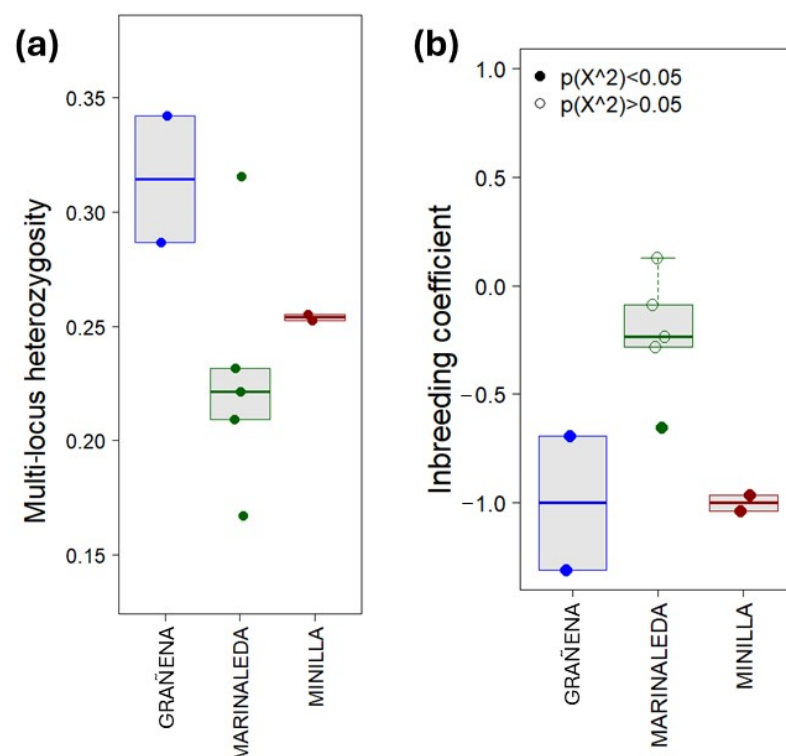 (a)
Multi-locus heterozygosity
0.35
0.30
0.25
0.20
0.15
GRAÑENA
MARINALEDA
MINILLA
(b)
Inbreeding coefficient
1.0
0.5
0.0
−0.5
−1.0
p(X^2)<0.05
p(X^2)>0.05
GRAÑENA
MARINALEDA
MINILLA